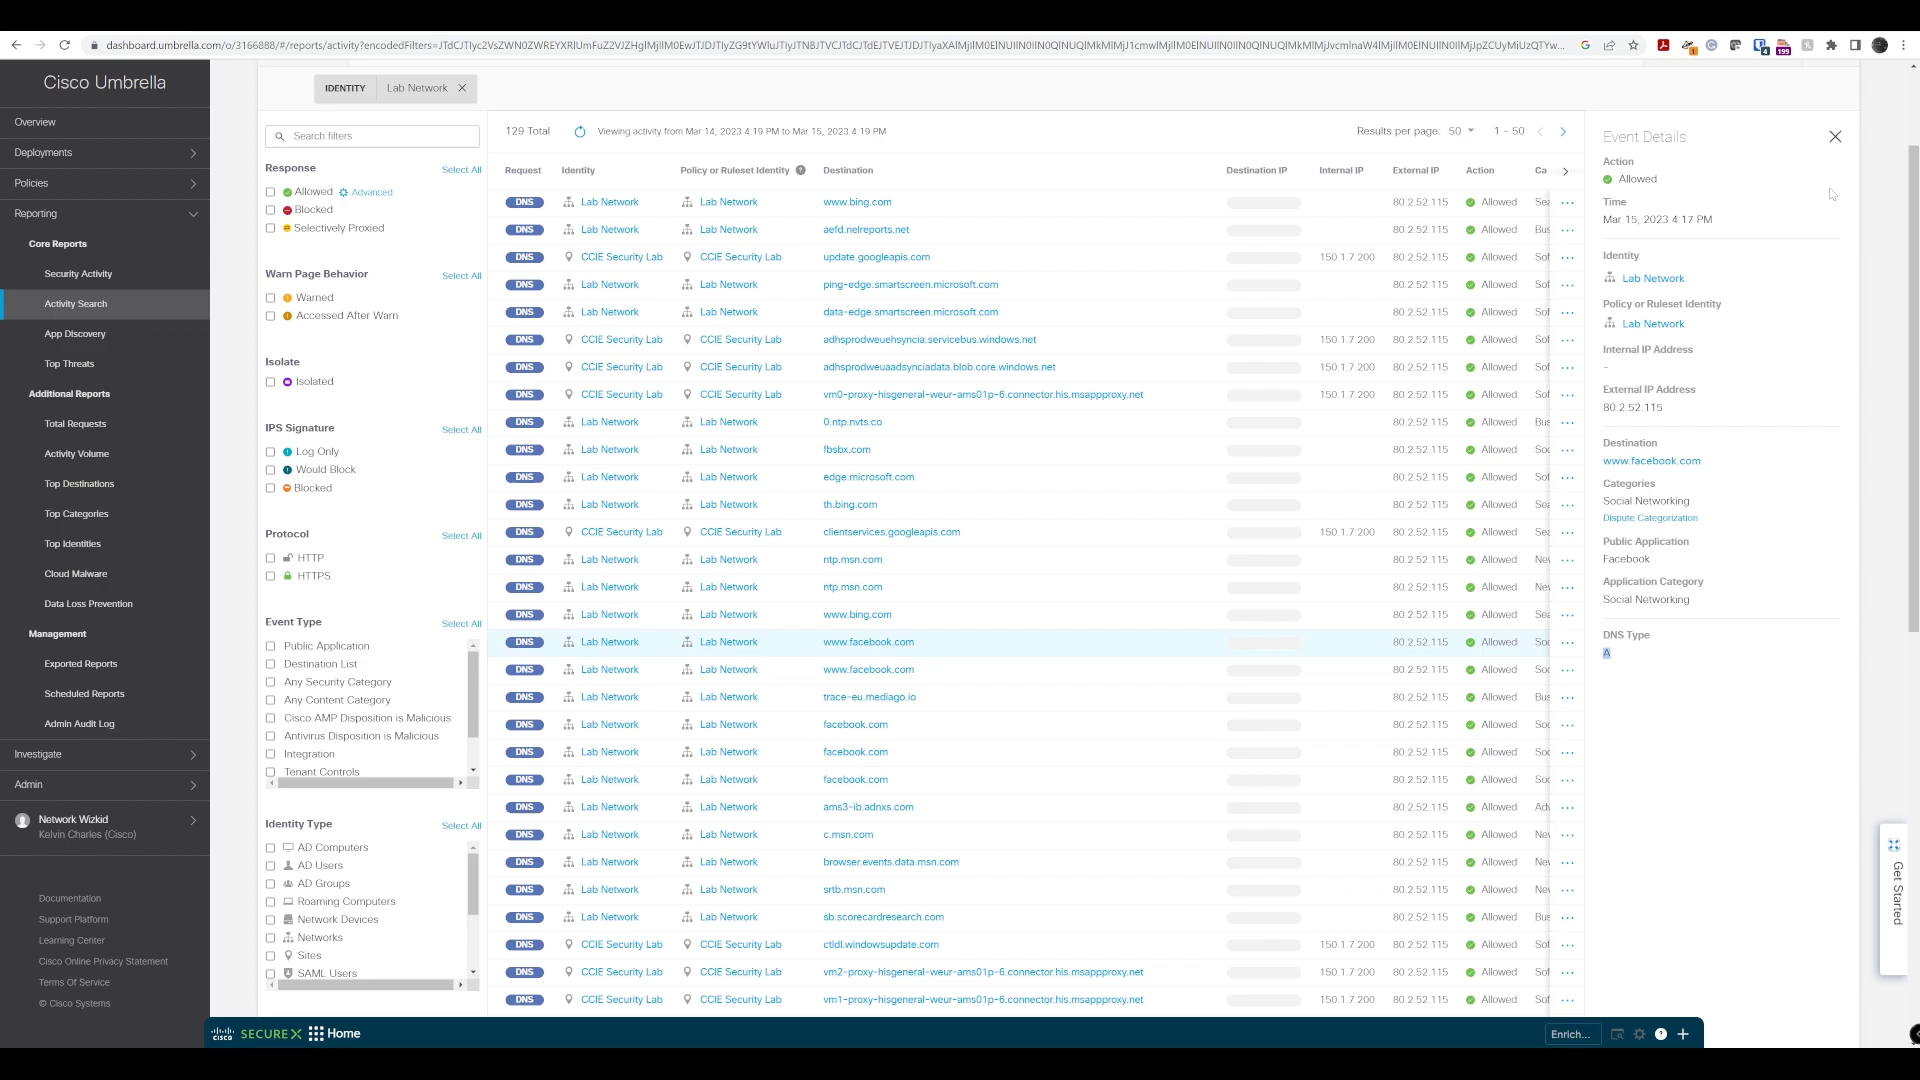 dashboard.umbrella.com/o/3166888/#/reports/activity?encodedFilters=
Cisco Umbrella
Overview
Deployments
Policies
Reporting
Core Reports
Security Activity
Activity Search
App Discovery
Top Threats
Additional Reports
Total Requests
Activity Volume
Top Destinations
Top Categories
Top Identities
Cloud Malware
Data Loss Prevention
Management
Exported Reports
Scheduled Reports
Admin Audit Log
Investigate
Admin
Network Wizkid
Kelvin Charles (Cisco)
Documentation
Support Platform
Learning Center
Cisco Online Privacy Statement
Terms Of Service
© Cisco Systems
IDENTITY Lab Network
Search filters
Response Select All
Allowed Advanced
Blocked
Selectively Proxied
Warn Page Behavior Select All
Warned
Accessed After Warn
Isolate
Isolated
IPS Signature Select All
Log Only
Would Block
Blocked
Protocol Select All
HTTP
HTTPS
Event Type Select All
Public Application
Destination List
Any Security Category
Any Content Category
Cisco AMP Disposition is Malicious
Antivirus Disposition is Malicious
Integration
Tenant Controls
Identity Type Select All
AD Computers
AD Users
AD Groups
Roaming Computers
Network Devices
Networks
Sites
SAML Users
129 Total Viewing activity from Mar 14, 2023 4:19 PM to Mar 15, 2023 4:19 PM Results per page: 50 1 - 50
Request Identity Policy or Ruleset Identity Destination Destination IP Internal IP External IP Action Ca
DNS Lab Network Lab Network www.bing.com 80.2.52.115 Allowed Sea
DNS Lab Network Lab Network aefd.nelreports.net 80.2.52.115 Allowed Bus
DNS CCIE Security Lab CCIE Security Lab update.googleapis.com 150.1.7.200 80.2.52.115 Allowed Sof
DNS Lab Network Lab Network ping-edge.smartscreen.microsoft.com 80.2.52.115 Allowed Sof
DNS Lab Network Lab Network data-edge.smartscreen.microsoft.com 80.2.52.115 Allowed Sof
DNS CCIE Security Lab CCIE Security Lab adhsprodweuehsyncia.servicebus.windows.net 150.1.7.200 80.2.52.115 Allowed Sof
DNS CCIE Security Lab CCIE Security Lab adhsprodweuaadsynciadata.blob.core.windows.net 150.1.7.200 80.2.52.115 Allowed Sof
DNS CCIE Security Lab CCIE Security Lab vm0-proxy-hisgeneral-weur-ams01p-6.connector.his.msappproxy.net 150.1.7.200 80.2.52.115 Allowed Sof
DNS Lab Network Lab Network 0.ntp.nvts.co 80.2.52.115 Allowed Bus
DNS Lab Network Lab Network fbsbx.com 80.2.52.115 Allowed Soc
DNS Lab Network Lab Network edge.microsoft.com 80.2.52.115 Allowed Sof
DNS Lab Network Lab Network th.bing.com 80.2.52.115 Allowed Sea
DNS CCIE Security Lab CCIE Security Lab clientservices.googleapis.com 150.1.7.200 80.2.52.115 Allowed Sea
DNS Lab Network Lab Network ntp.msn.com 80.2.52.115 Allowed Nev
DNS Lab Network Lab Network ntp.msn.com 80.2.52.115 Allowed Nev
DNS Lab Network Lab Network www.bing.com 80.2.52.115 Allowed Sea
DNS Lab Network Lab Network www.facebook.com 80.2.52.115 Allowed Soc
DNS Lab Network Lab Network www.facebook.com 80.2.52.115 Allowed Soc
DNS Lab Network Lab Network trace-eu.mediago.io 80.2.52.115 Allowed Bus
DNS Lab Network Lab Network facebook.com 80.2.52.115 Allowed Soc
DNS Lab Network Lab Network facebook.com 80.2.52.115 Allowed Soc
DNS Lab Network Lab Network facebook.com 80.2.52.115 Allowed Soc
DNS Lab Network Lab Network ams3-ib.adnxs.com 80.2.52.115 Allowed Adv
DNS Lab Network Lab Network c.msn.com 80.2.52.115 Allowed Nev
DNS Lab Network Lab Network browser.events.data.msn.com 80.2.52.115 Allowed Nev
DNS Lab Network Lab Network srtb.msn.com 80.2.52.115 Allowed Nev
DNS Lab Network Lab Network sb.scorecardresearch.com 80.2.52.115 Allowed Bus
DNS CCIE Security Lab CCIE Security Lab ctldl.windowsupdate.com 150.1.7.200 80.2.52.115 Allowed Sof
DNS CCIE Security Lab CCIE Security Lab vm2-proxy-hisgeneral-weur-ams01p-6.connector.his.msappproxy.net 150.1.7.200 80.2.52.115 Allowed Sof
DNS CCIE Security Lab CCIE Security Lab vm1-proxy-hisgeneral-weur-ams01p-6.connector.his.msappproxy.net 150.1.7.200 80.2.52.115 Allowed Sof
Event Details
Action
Allowed
Time
Mar 15, 2023 4:17 PM
Identity
Lab Network
Policy or Ruleset Identity
Lab Network
Internal IP Address
-
External IP Address
80.2.52.115
Destination
www.facebook.com
Categories
Social Networking
Dispute Categorization
Public Application
Facebook
Application Category
Social Networking
DNS Type
A
Get Started
cisco SECUREX Home
Enrich...